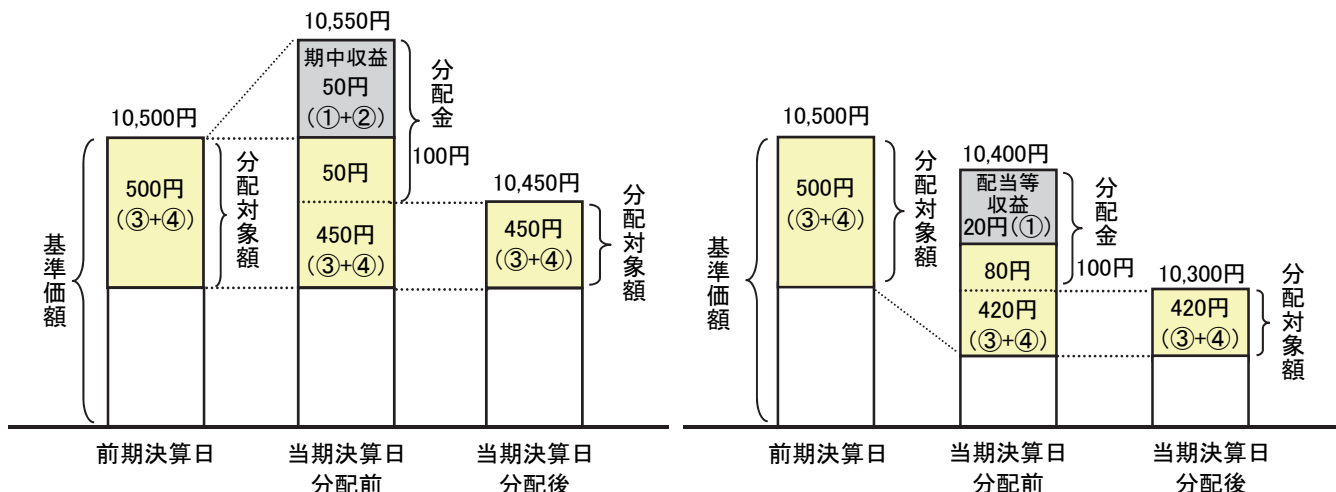 10,550円
期中収益
50円
(①+②)
分配金
100円
10,500円
500円
(③+④)
分配対象額
50円
450円
(③+④)
10,450円
450円
(③+④)
分配対象額
基準価額
前期決算日
当期決算日
分配前
当期決算日
分配後
10,500円
500円
(③+④)
分配対象額
10,400円
配当等
収益
20円(①)
分配金
100円
80円
420円
(③+④)
10,300円
420円
(③+④)
分配対象額
基準価額
前期決算日
当期決算日
分配前
当期決算日
分配後